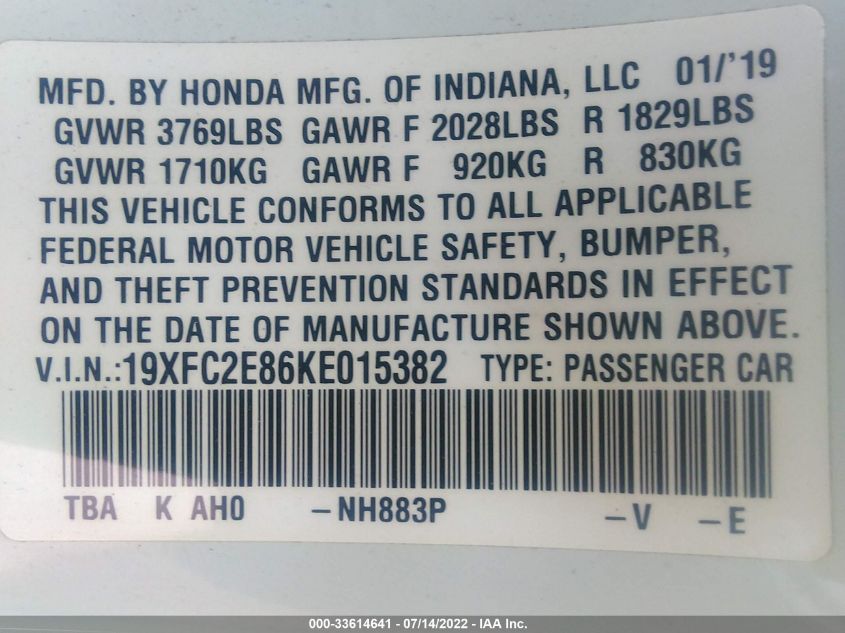 MFD. BY HONDA MFG. OF INDIANA, LLC 01/'19
GVWR 3769LBS GAWR F 2028LBS R 1829LBS
GVWR 1710KG GAWR F 920KG R 830KG
THIS VEHICLE CONFORMS TO ALL APPLICABLE
FEDERAL MOTOR VEHICLE SAFETY, BUMPER,
AND THEFT PREVENTION STANDARDS IN EFFECT
ON THE DATE OF MANUFACTURE SHOWN ABOVE.
V.I.N.:19XFC2E86KE015382 TYPE: PASSENGER CAR
TBA K AH0 -NH883P -V -E
000-33614641 - 07/14/2022 - IAA Inc.